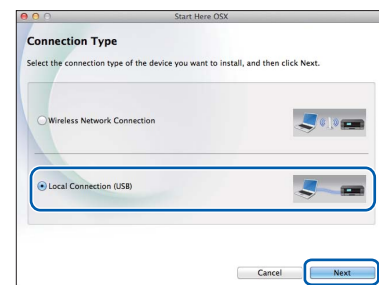 Start Here OSX
Connection Type
Select the connection type of the device you want to install, and then click Next.
Wireless Network Connection
Local Connection (USB)
Cancel
Next